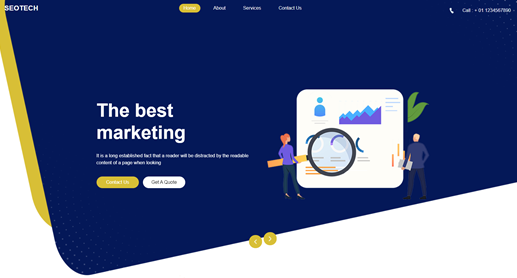 SEOTECH
Home
About
Services
Contact Us
Call : + 01 1234567890
The best
marketing
It is a long established fact that a reader will be distracted by the readable
content of a page when looking
Contact Us
Get A Quote